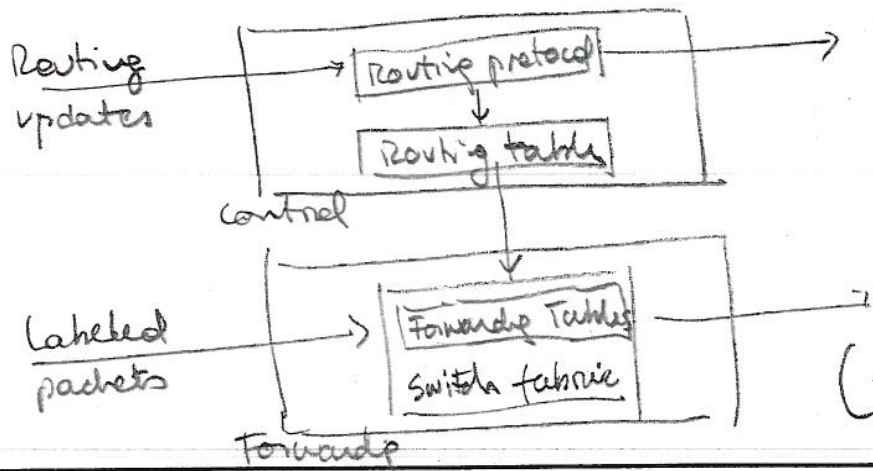 Routing
updates
Routing protocol
Routing table
Control
Labeled
packets
Forwarding Tables
Switch fabric
Forwarding
(